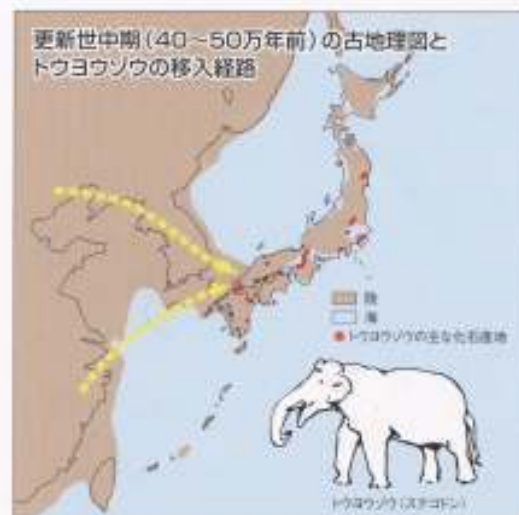 更新世中期(40～50万年前)の古地理図と
トウヨウゾウの移入経路
陸
海
トウヨウゾウの主な化石産地
トウヨウゾウ(ステゴドン)